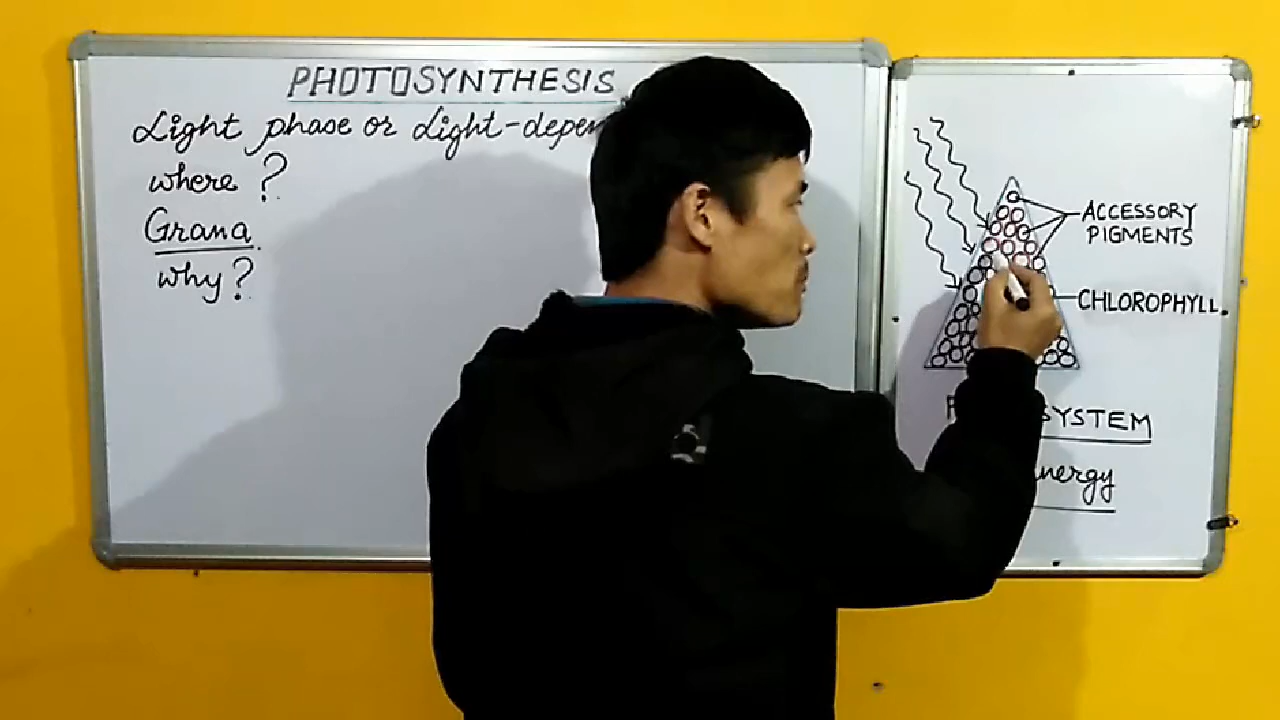 PHOTOSYNTHESIS
Light phase or Light-depen
where ?
Grana
why ?
ACCESSORY
PIGMENTS
CHLOROPHYLL
SYSTEM
nergy